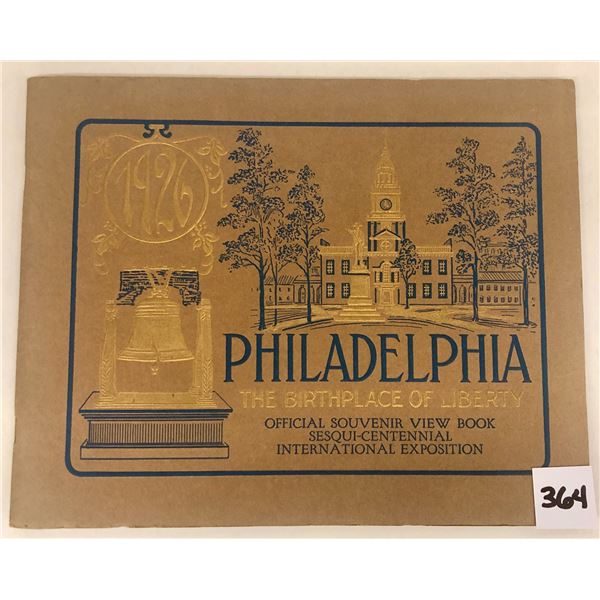 1926
PHILADELPHIA
THE BIRTHPLACE OF LIBERTY
OFFICIAL SOUVENIR VIEW BOOK
SESQUI-CENTENNIAL
INTERNATIONAL EXPOSITION
364